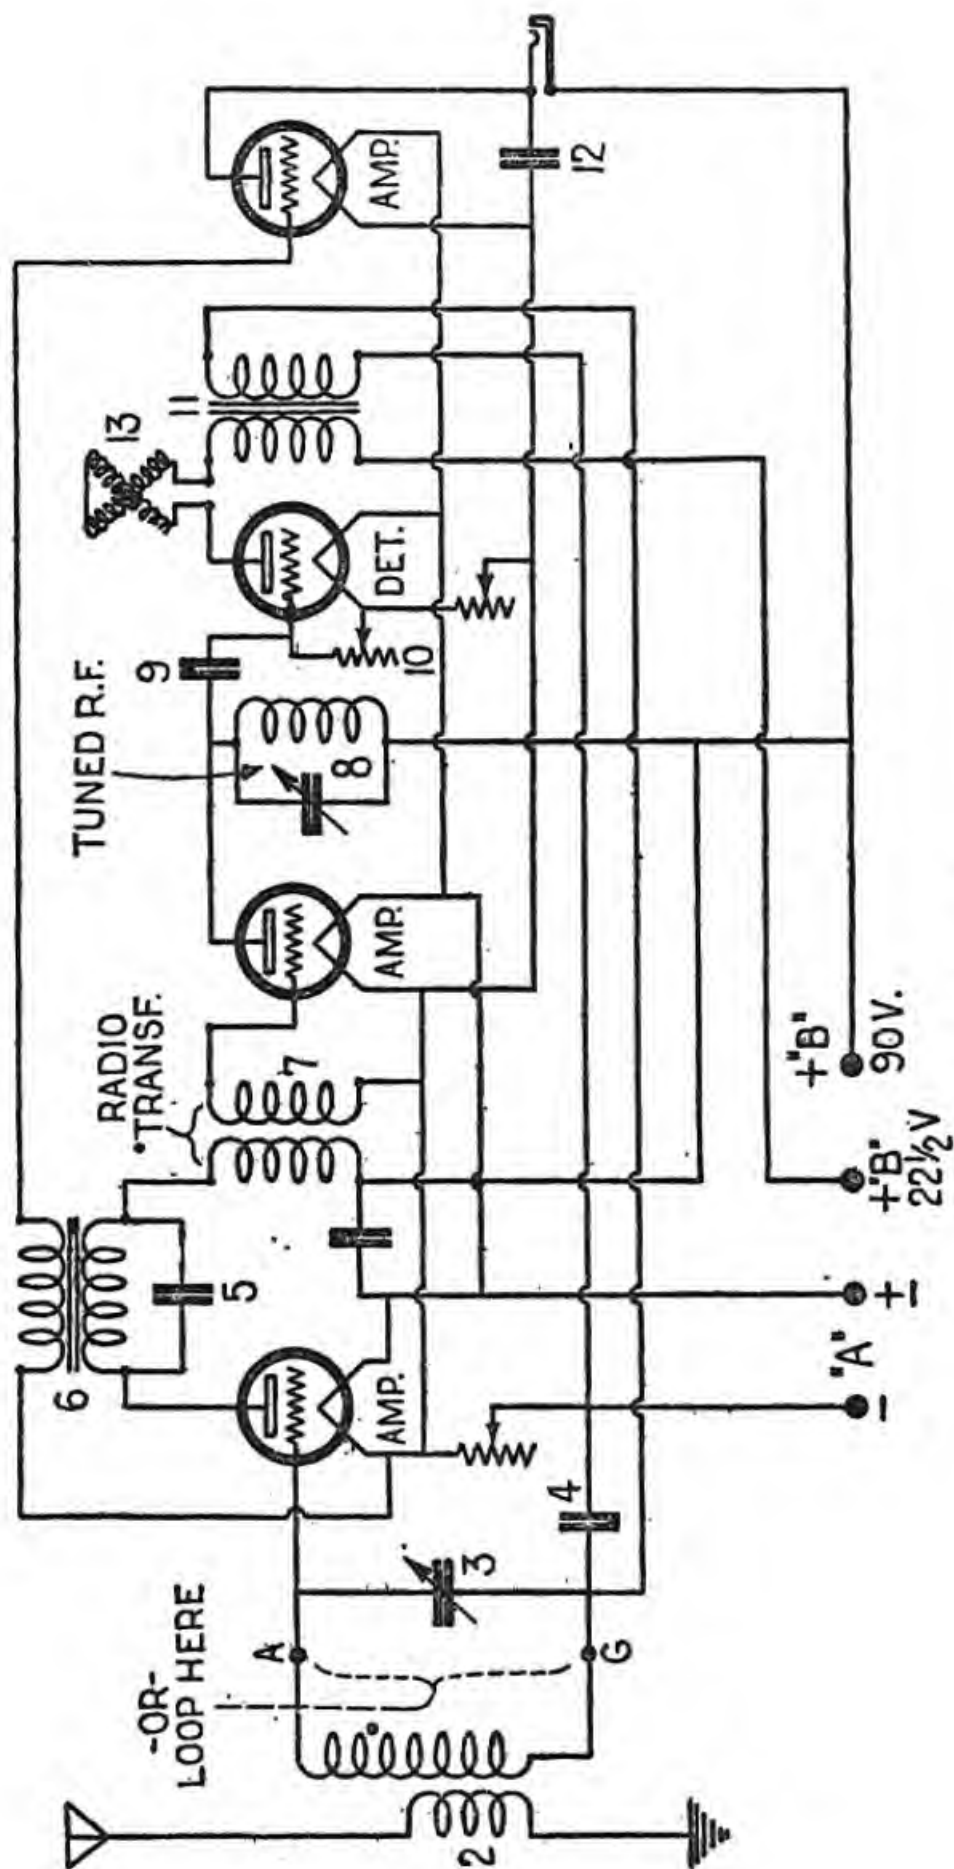 6
5
RADIO
TRANSF.
7
TUNED R.F.
8
9
13
11
-OR-
LOOP HERE
A
AMP.
AMP.
DET.
10
AMP.
2
3
G
4
12
- "A" + -
+"B"
22½V
+"B"
90V.